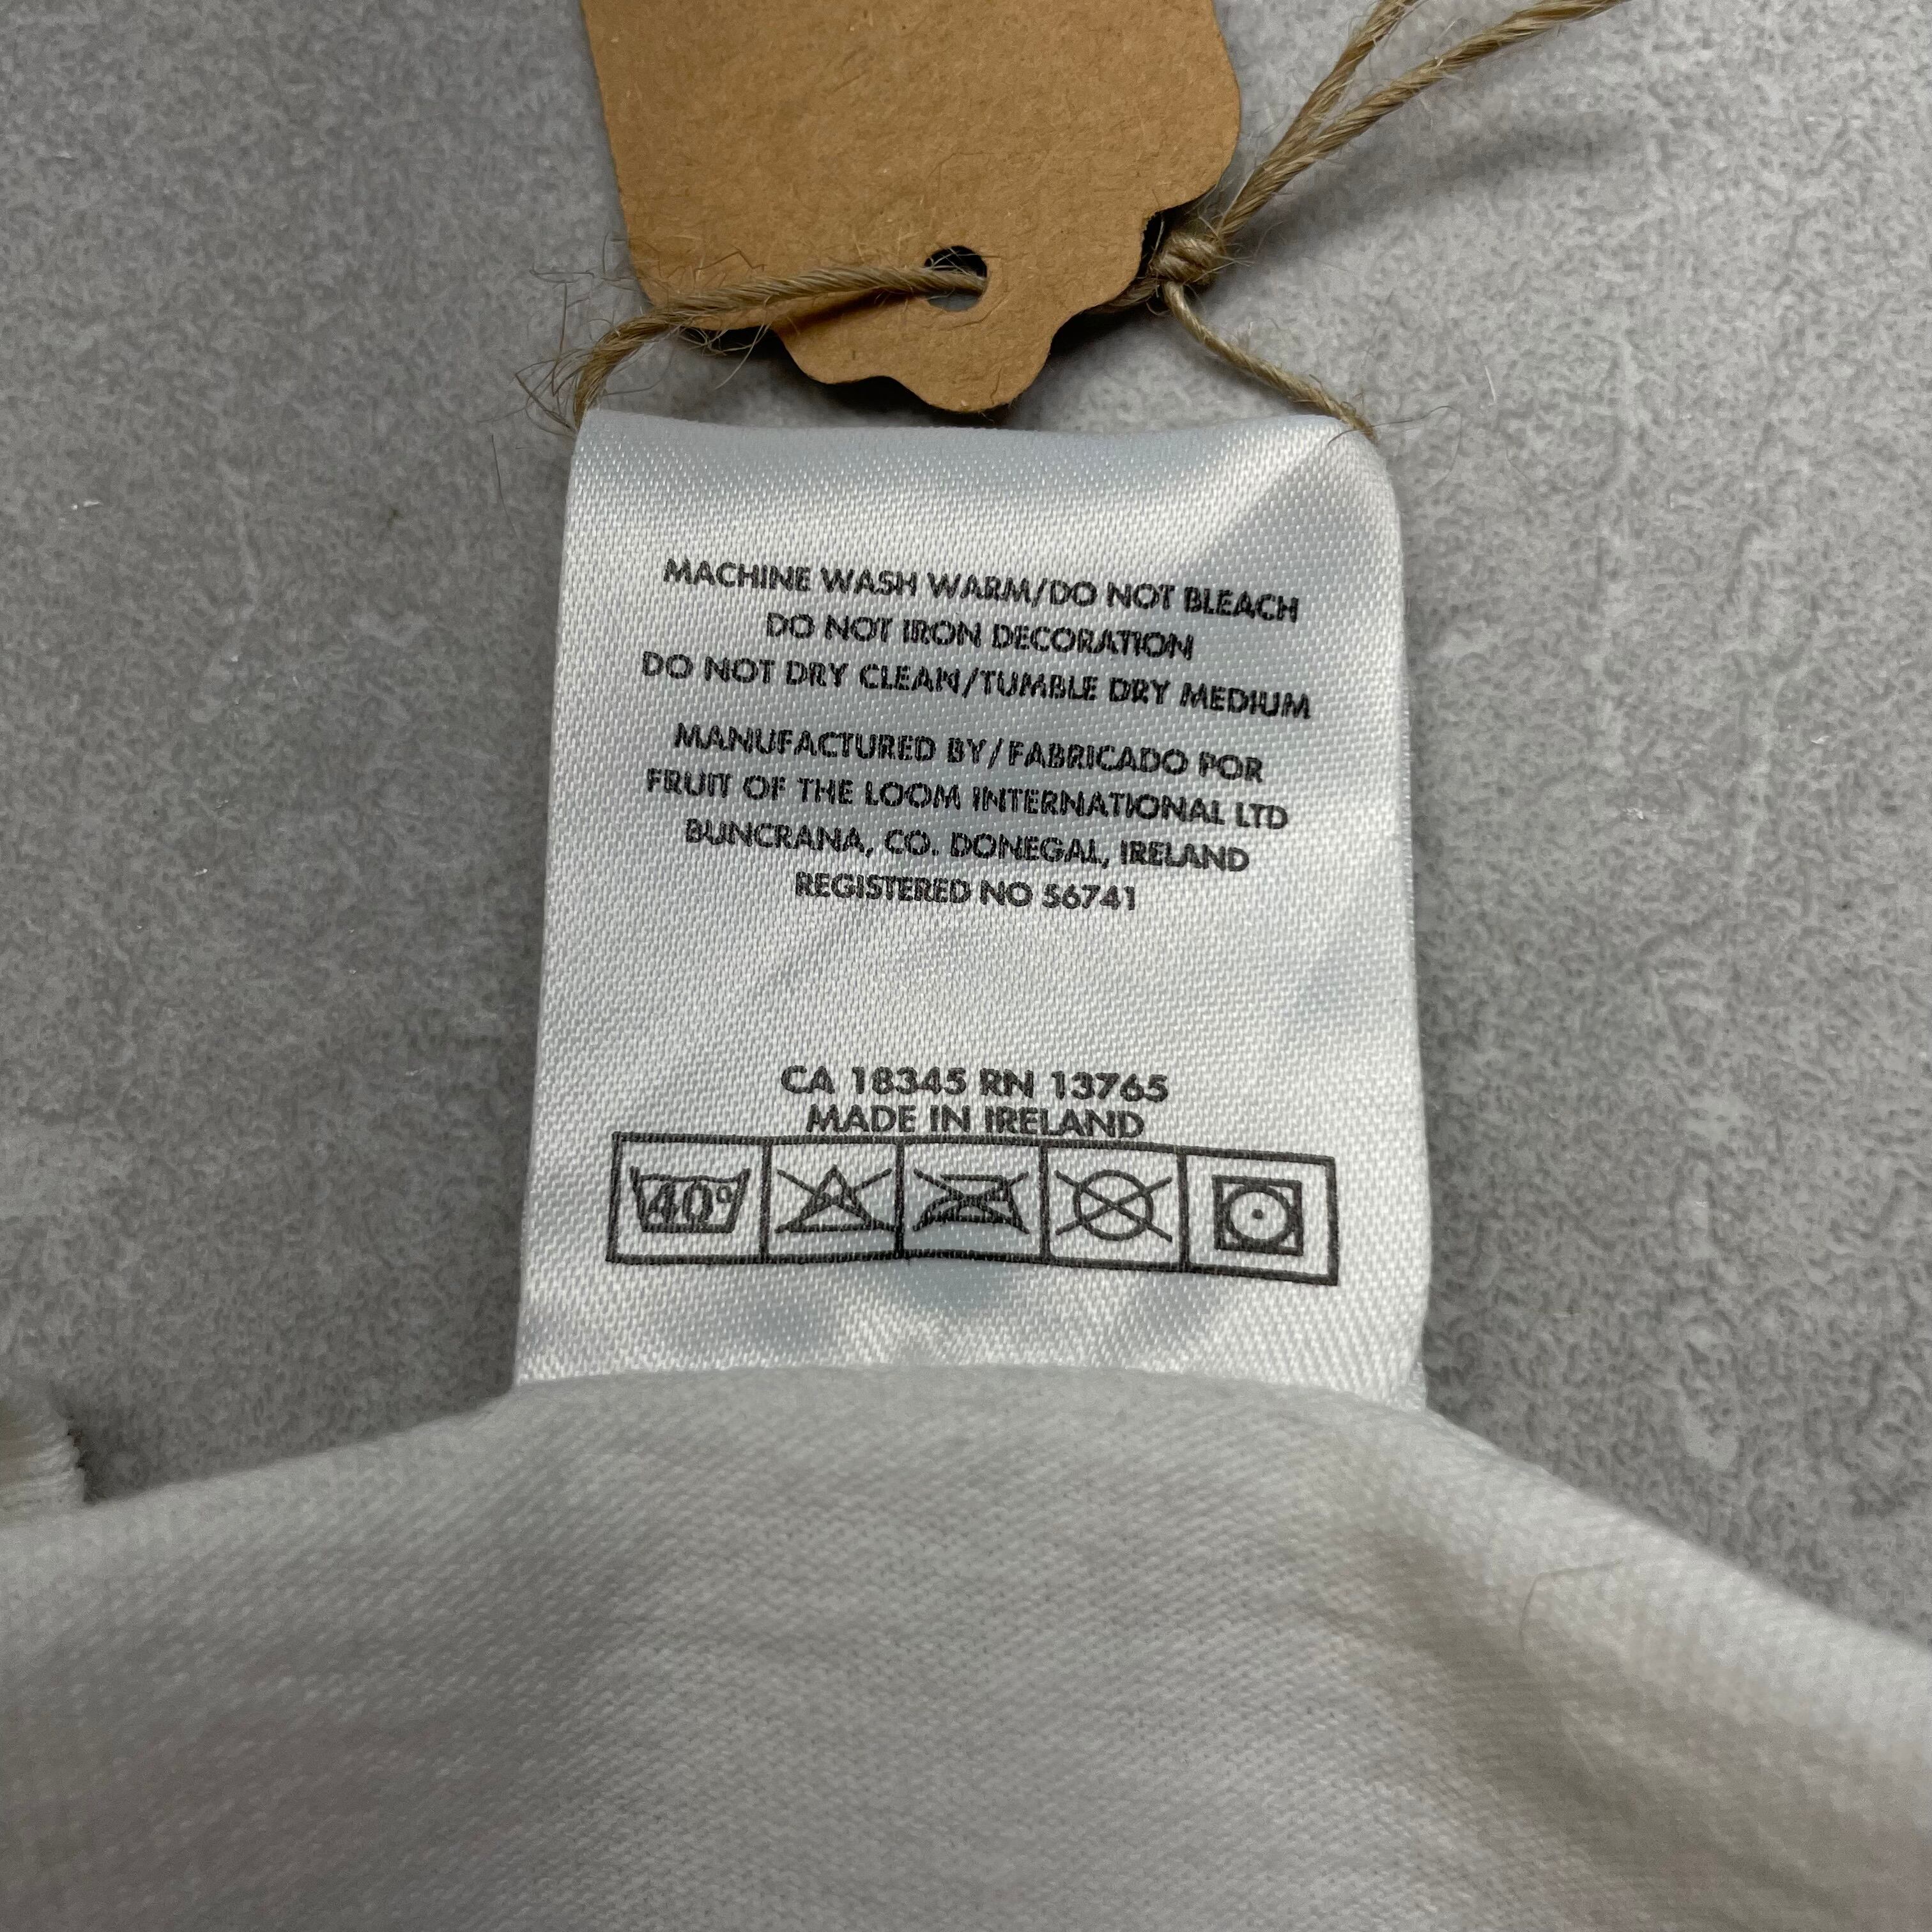 MACHINE WASH WARM/DO NOT BLEACH
DO NOT IRON DECORATION
DO NOT DRY CLEAN/TUMBLE DRY MEDIUM
MANUFACTURED BY/FABRICADO POR
FRUIT OF THE LOOM INTERNATIONAL LTD
BUNCRANA, CO. DONEGAL, IRELAND
REGISTERED NO 56741
CA 18345 RN 13765
MADE IN IRELAND
40°